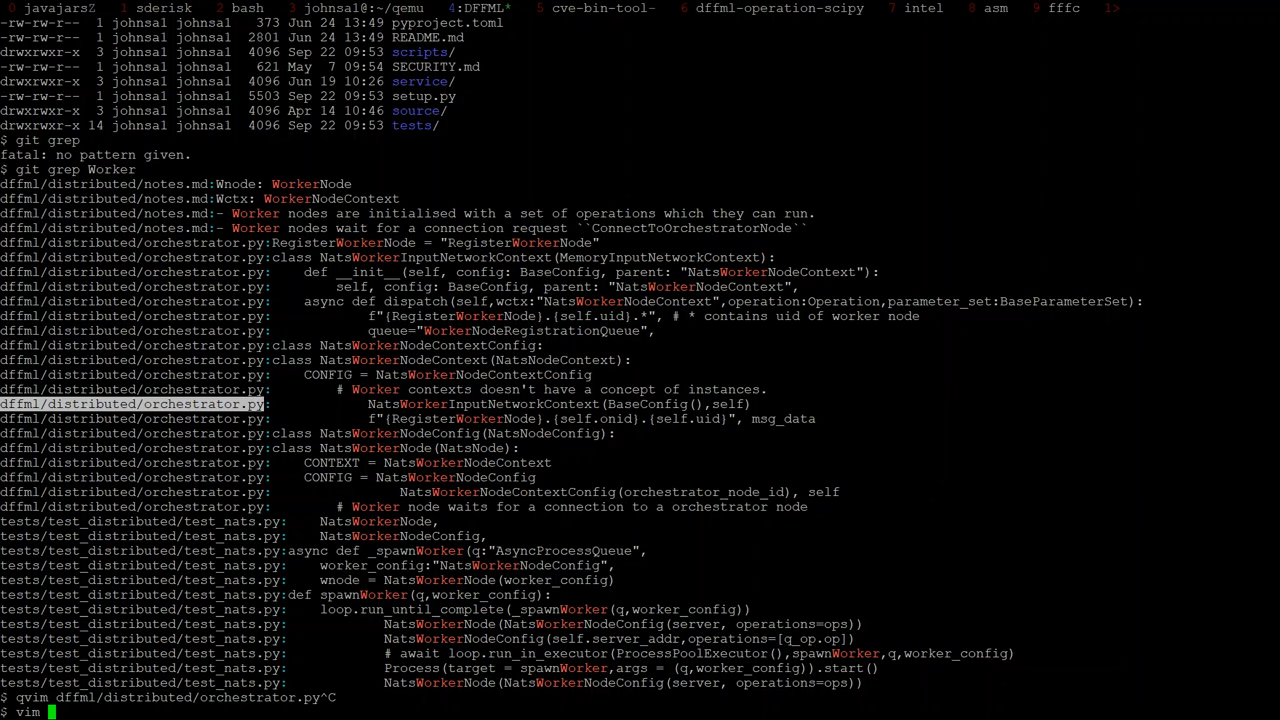 0 javajarsZ 1 sderisk 2 bash 3 johnsa1@:~/qemu 4:DFFML* 5 cve-bin-tool- 6 dffml-operation-scipy 7 intel 8 asm 9 fffc 1>
-rw-rw-r-- 1 johnsa1 johnsa1 373 Jun 24 13:49 pyproject.toml
-rw-rw-r-- 1 johnsa1 johnsa1 2801 Jun 24 13:49 README.md
drwxrwxr-x 3 johnsa1 johnsa1 4096 Sep 22 09:53 scripts/
-rw-rw-r-- 1 johnsa1 johnsa1 621 May 7 09:54 SECURITY.md
drwxrwxr-x 3 johnsa1 johnsa1 4096 Jun 19 10:26 service/
-rw-rw-r-- 1 johnsa1 johnsa1 5503 Sep 22 09:53 setup.py
drwxrwxr-x 3 johnsa1 johnsa1 4096 Apr 14 10:46 source/
drwxrwxr-x 14 johnsa1 johnsa1 4096 Sep 22 09:53 tests/
$ git grep
fatal: no pattern given.
$ git grep Worker
dffml/distributed/notes.md:Wnode: WorkerNode
dffml/distributed/notes.md:Wctx: WorkerNodeContext
dffml/distributed/notes.md:- Worker nodes are initialised with a set of operations which they can run.
dffml/distributed/notes.md:- Worker nodes wait for a connection request ``ConnectToOrchestratorNode``
dffml/distributed/orchestrator.py:RegisterWorkerNode = "RegisterWorkerNode"
dffml/distributed/orchestrator.py:class NatsWorkerInputNetworkContext(MemoryInputNetworkContext):
dffml/distributed/orchestrator.py:    def __init__(self, config: BaseConfig, parent: "NatsWorkerNodeContext"):
dffml/distributed/orchestrator.py:        self, config: BaseConfig, parent: "NatsWorkerNodeContext",
dffml/distributed/orchestrator.py:    async def dispatch(self,wctx:"NatsWorkerNodeContext",operation:Operation,parameter_set:BaseParameterSet):
dffml/distributed/orchestrator.py:            f"{RegisterWorkerNode}.{self.uid}.*", # * contains uid of worker node
dffml/distributed/orchestrator.py:            queue="WorkerNodeRegistrationQueue",
dffml/distributed/orchestrator.py:class NatsWorkerNodeContextConfig:
dffml/distributed/orchestrator.py:class NatsWorkerNodeContext(NatsNodeContext):
dffml/distributed/orchestrator.py:    CONFIG = NatsWorkerNodeContextConfig
dffml/distributed/orchestrator.py:        # Worker contexts doesn't have a concept of instances.
dffml/distributed/orchestrator.py:            NatsWorkerInputNetworkContext(BaseConfig(),self)
dffml/distributed/orchestrator.py:            f"{RegisterWorkerNode}.{self.onid}.{self.uid}", msg_data
dffml/distributed/orchestrator.py:class NatsWorkerNodeConfig(NatsNodeConfig):
dffml/distributed/orchestrator.py:class NatsWorkerNode(NatsNode):
dffml/distributed/orchestrator.py:    CONTEXT = NatsWorkerNodeContext
dffml/distributed/orchestrator.py:    CONFIG = NatsWorkerNodeConfig
dffml/distributed/orchestrator.py:                NatsWorkerNodeContextConfig(orchestrator_node_id), self
dffml/distributed/orchestrator.py:        # Worker node waits for a connection to a orchestrator node
tests/test_distributed/test_nats.py:    NatsWorkerNode,
tests/test_distributed/test_nats.py:    NatsWorkerNodeConfig,
tests/test_distributed/test_nats.py:async def _spawnWorker(q:"AsyncProcessQueue",
tests/test_distributed/test_nats.py:    worker_config:"NatsWorkerNodeConfig",
tests/test_distributed/test_nats.py:    wnode = NatsWorkerNode(worker_config)
tests/test_distributed/test_nats.py:def spawnWorker(q,worker_config):
tests/test_distributed/test_nats.py:    loop.run_until_complete(_spawnWorker(q,worker_config))
tests/test_distributed/test_nats.py:            NatsWorkerNode(NatsWorkerNodeConfig(server, operations=ops))
tests/test_distributed/test_nats.py:            NatsWorkerNodeConfig(self.server_addr,operations=[q_op.op])
tests/test_distributed/test_nats.py:            # await loop.run_in_executor(ProcessPoolExecutor(),spawnWorker,q,worker_config)
tests/test_distributed/test_nats.py:            Process(target = spawnWorker,args = (q,worker_config)).start()
tests/test_distributed/test_nats.py:            NatsWorkerNode(NatsWorkerNodeConfig(server, operations=ops))
$ qvim dffml/distributed/orchestrator.py^C
$ vim